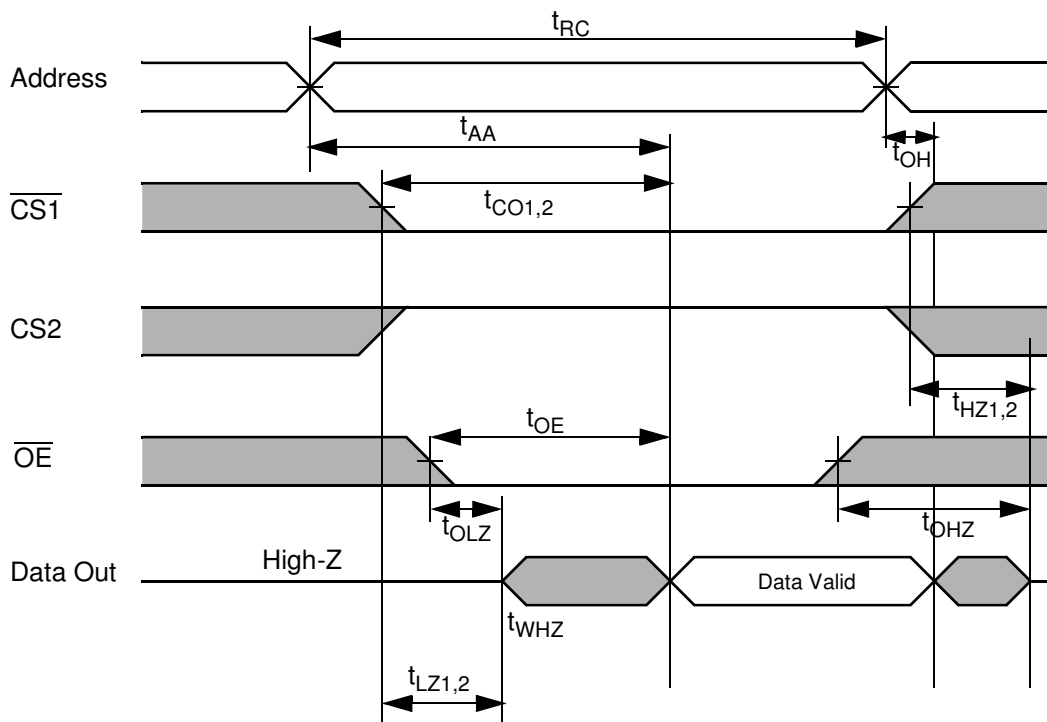 tRC
Address
tAA
tOH
CS1
tCO1,2
CS2
tHZ1,2
tOE
OE
tOLZ
tOHZ
High-Z
Data Out
Data Valid
tWHZ
tLZ1,2